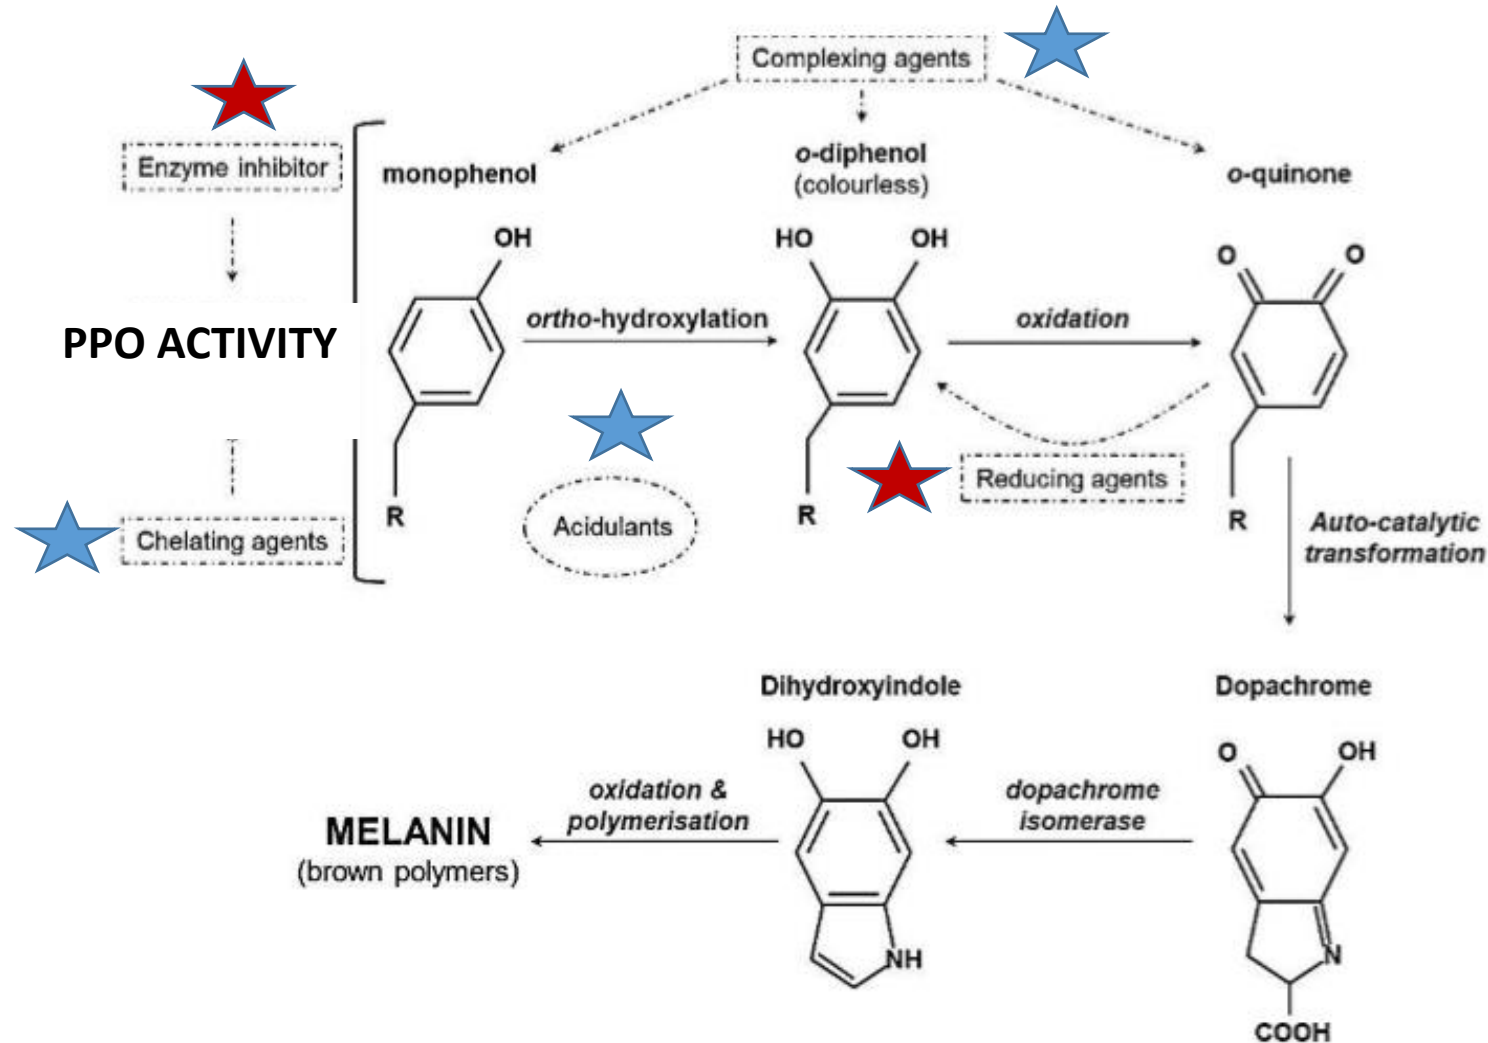 Complexing agents
Enzyme inhibitor
monophenol
o-diphenol
(colourless)
o-quinone
OH
HO
OH
O
O
PPO ACTIVITY
ortho-hydroxylation
oxidation
Reducing agents
R
R
R
Acidulants
Chelating agents
Auto-catalytic
transformation
Dihydroxyindole
Dopachrome
HO
OH
O
OH
MELANIN
(brown polymers)
oxidation &
polymerisation
dopachrome
isomerase
NH
N
COOH